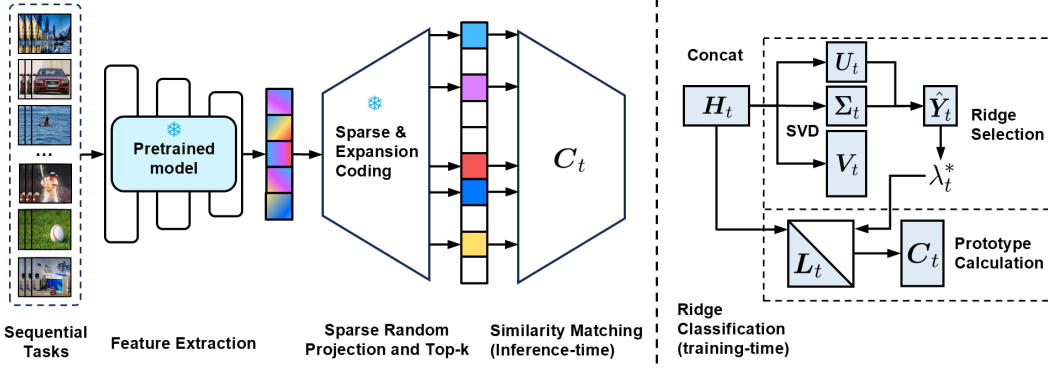 ...
Sequential
Tasks
Pretrained
model
Feature Extraction
Sparse &
Expansion
Coding
Sparse Random
Projection and Top-k
C_t
Similarity Matching
(Inference-time)
Concat
H_t
SVD
U_t
Σ_t
V_t
Ŷ_t
λ_t^*
Ridge
Selection
L_t
C_t
Prototype
Calculation
Ridge
Classification
(training-time)